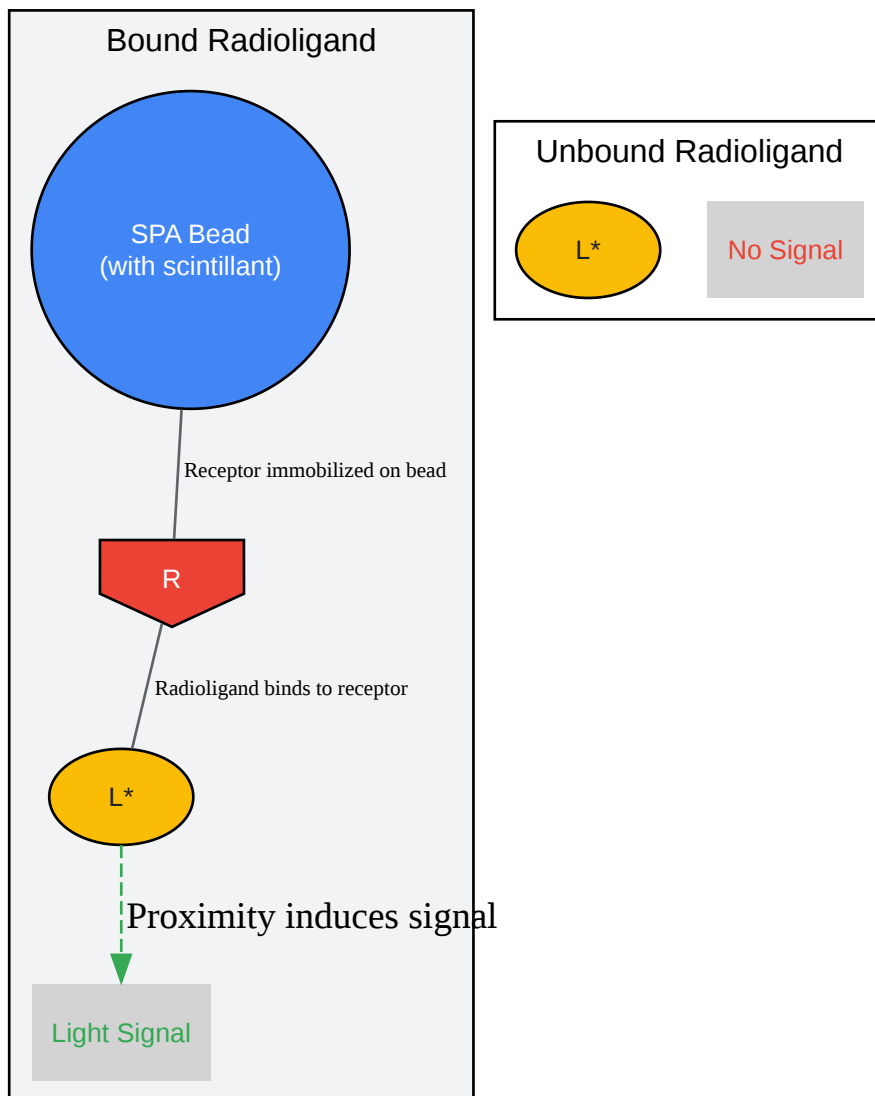 Bound Radioligand
SPA Bead
(with scintillant)
Receptor immobilized on bead
R
Radioligand binds to receptor
L*
Proximity induces signal
Light Signal
Unbound Radioligand
L*
No Signal